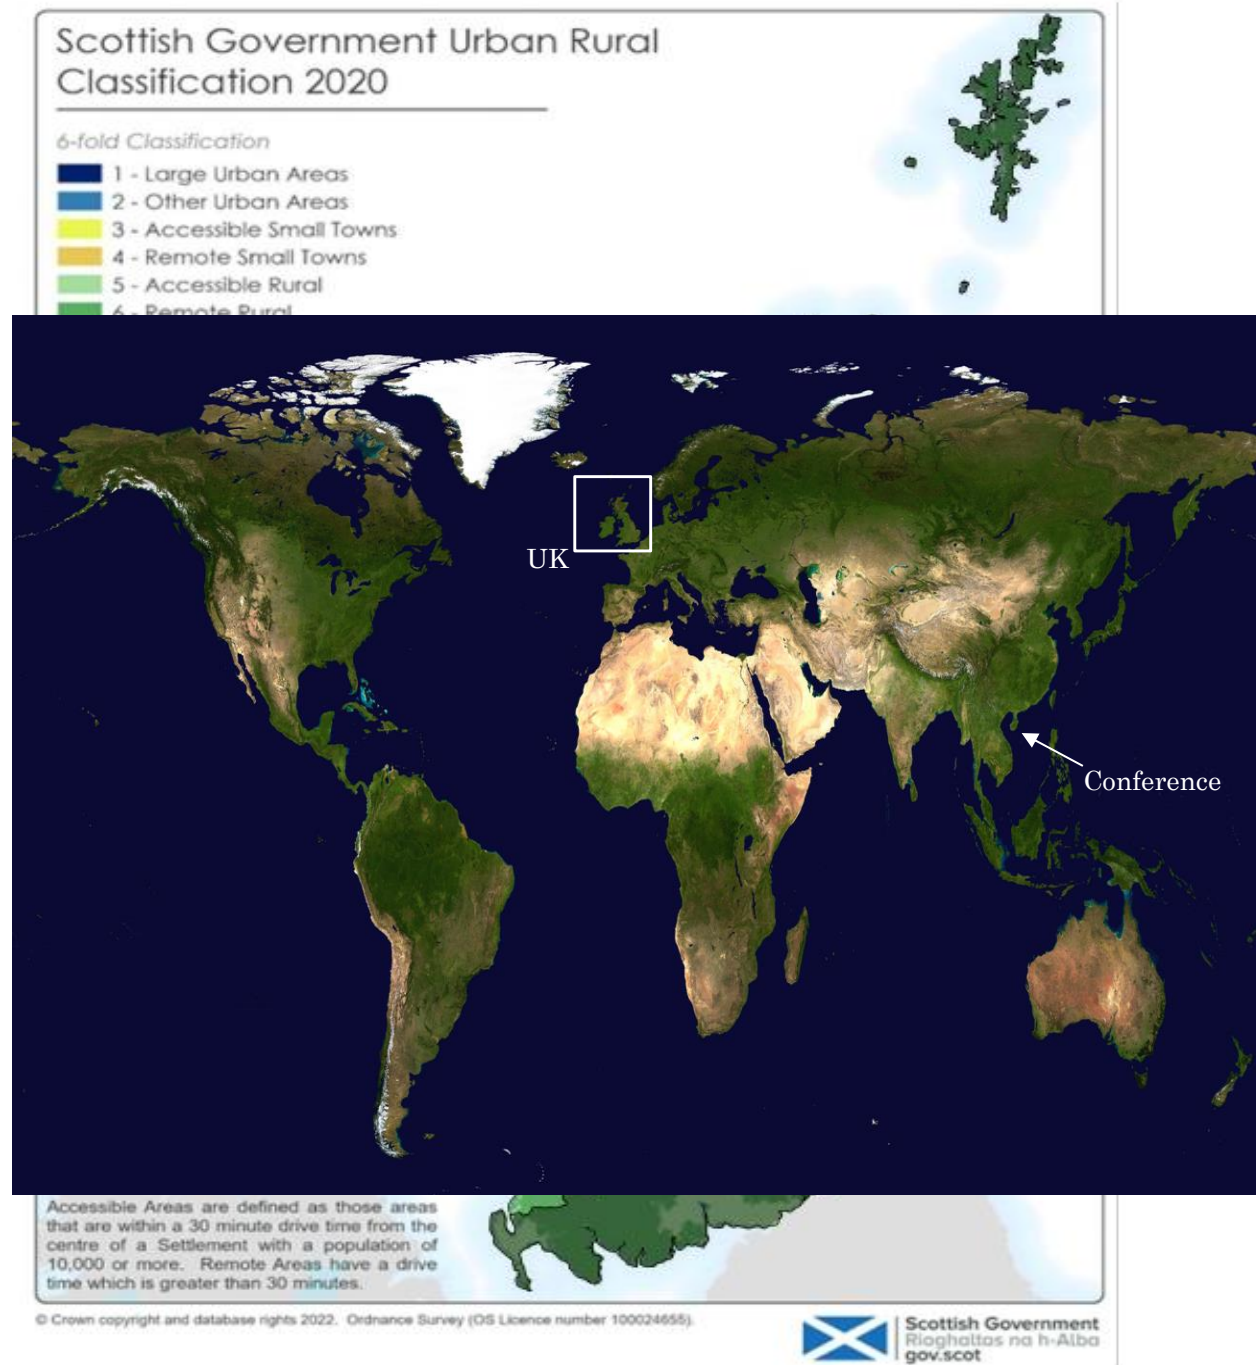 Scottish Government Urban Rural
Classification 2020
6-fold Classification
1 - Large Urban Areas
2 - Other Urban Areas
3 - Accessible Small Towns
4 - Remote Small Towns
5 - Accessible Rural
6 - Remote Rural
UK
Conference
Accessible Areas are defined as those areas
that are within a 30 minute drive time from the
centre of a Settlement with a population of
10,000 or more. Remote Areas have a drive
time which is greater than 30 minutes.
© Crown copyright and database rights 2022. Ordnance Survey (OS Licence number 100024655).
Scottish Government
Riaghaltas na h-Alba
gov.scot